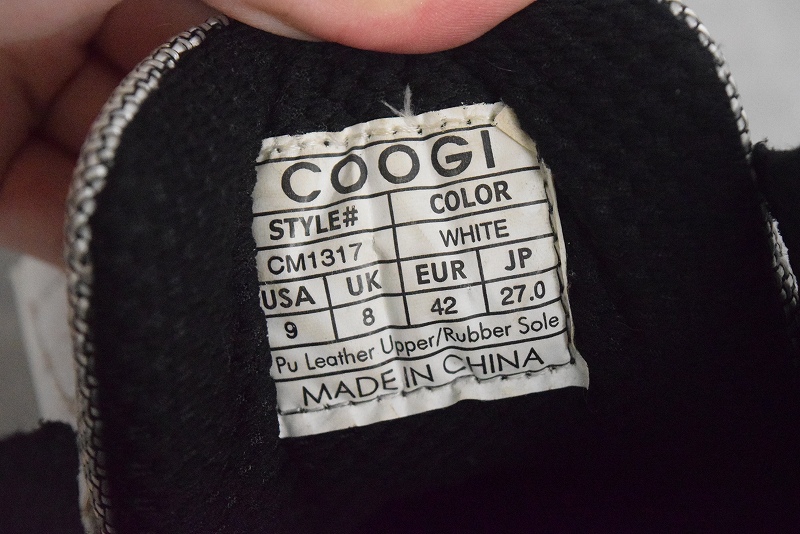 COOGI
STYLE# COLOR
CM1317 WHITE
USA UK EUR JP
9 8 42 27.0
Pu Leather Upper/Rubber Sole
MADE IN CHINA